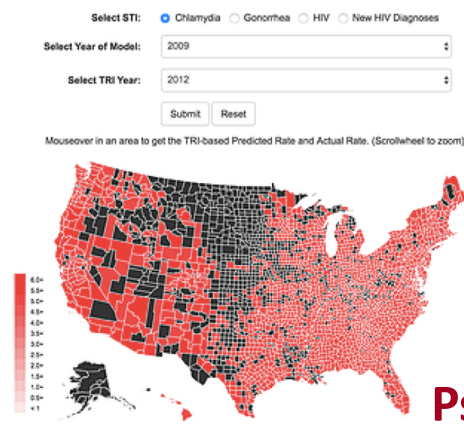 Select STI: Chlamydia Gonorrhea HIV New HIV Diagnoses
Select Year of Model: 2009
Select TRI Year: 2012
Submit Reset
Mouseover in an area to get the TRI-based Predicted Rate and Actual Rate. (Scrollwheel to zoom)
6.0+
5.5+
5.0+
4.5+
4.0+
3.5+
3.0+
2.5+
2.0+
1.5+
1.0+
0.5+
< 1
Ps